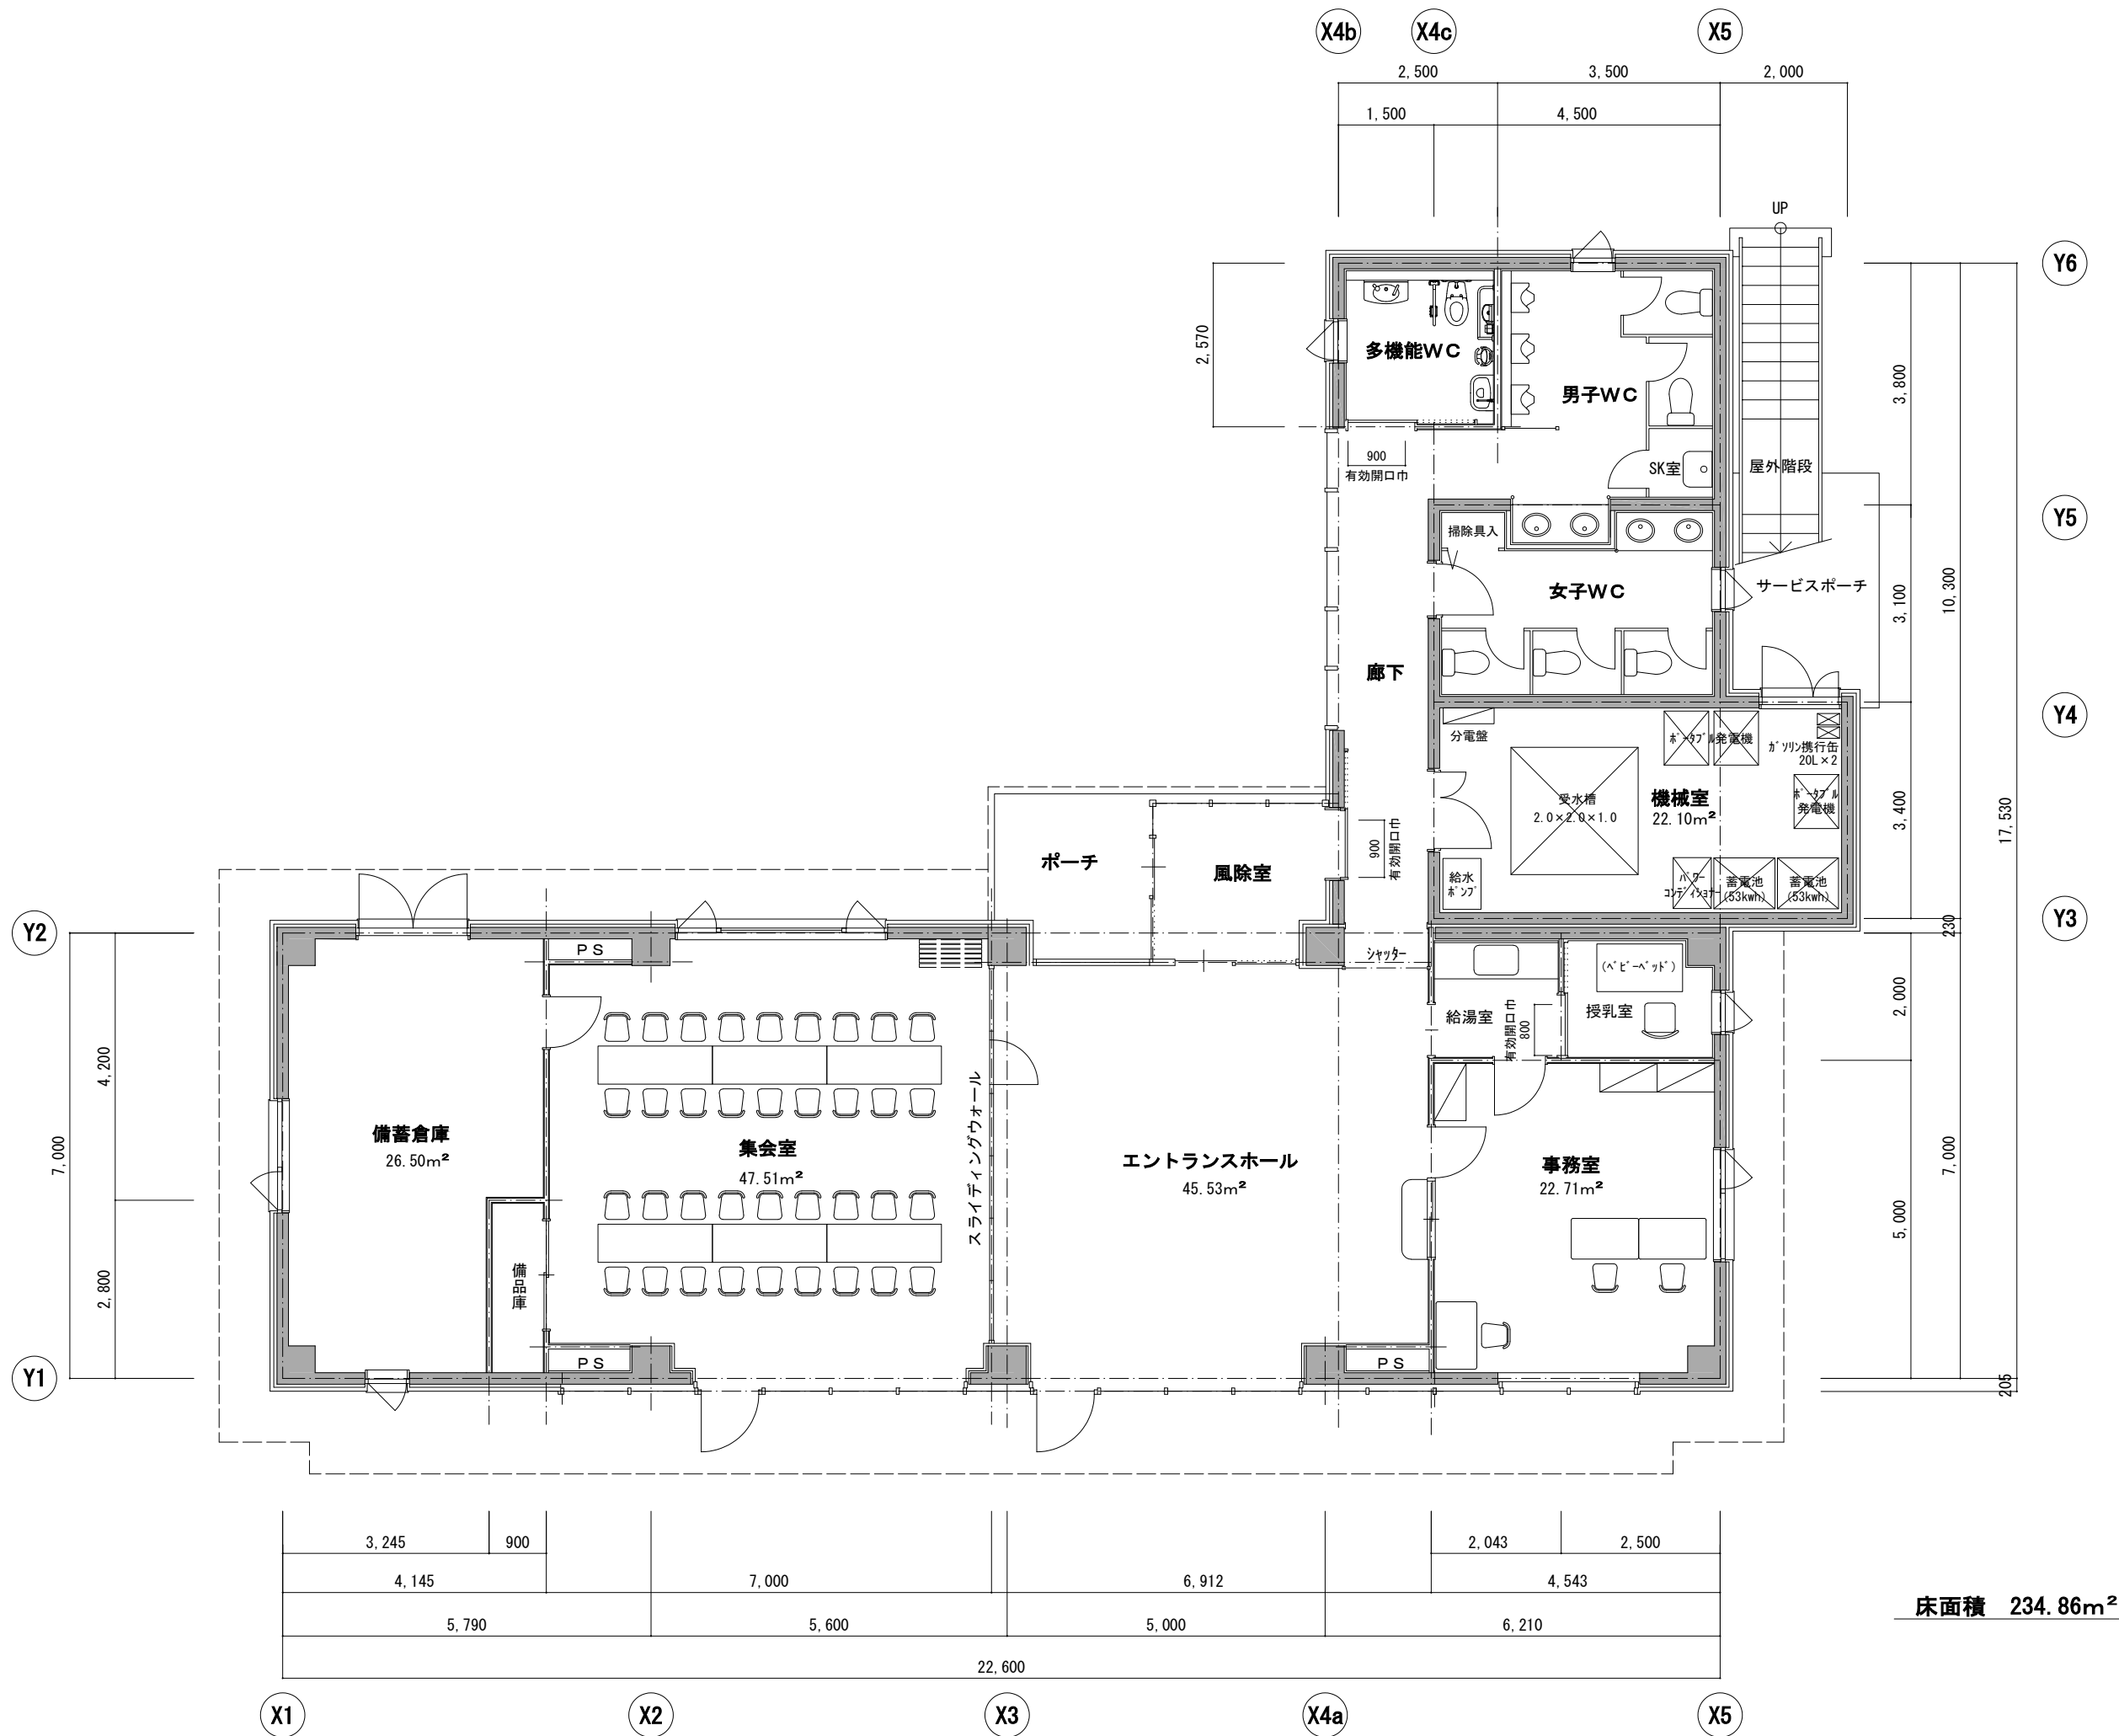 X4b
X4c
X5
2,500
3,500
2,000
1,500
4,500
UP
Y6
2,570
多機能WC
男子WC
3,800
900
有効開口巾
SK室
屋外階段
Y5
掃除具入
サービスポーチ
女子WC
3,100
10,300
廊下
Y4
分電盤
ポータブル発電機
ガソリン携行缶
20L×2
受水槽
2.0×2.0×1.0
機械室
22.10m²
ポータブル
発電機
3,400
17,530
ポーチ
風除室
900
有効開口巾
給水
ポンプ
パワー
コンディショナー
蓄電池
(53kwh)
蓄電池
(53kwh)
Y3
230
Y2
PS
シャッター
(ベビーベッド)
給湯室
有効開口巾
800
授乳室
2,000
4,200
7,000
スライディングウォール
備蓄倉庫
26.50m²
集会室
47.51m²
エントランスホール
45.53m²
事務室
22.71m²
7,000
5,000
2,800
備品庫
PS
PS
Y1
205
3,245
900
2,043
2,500
4,145
7,000
6,912
4,543
5,790
5,600
5,000
6,210
22,600
床面積 234.86m²
X1
X2
X3
X4a
X5